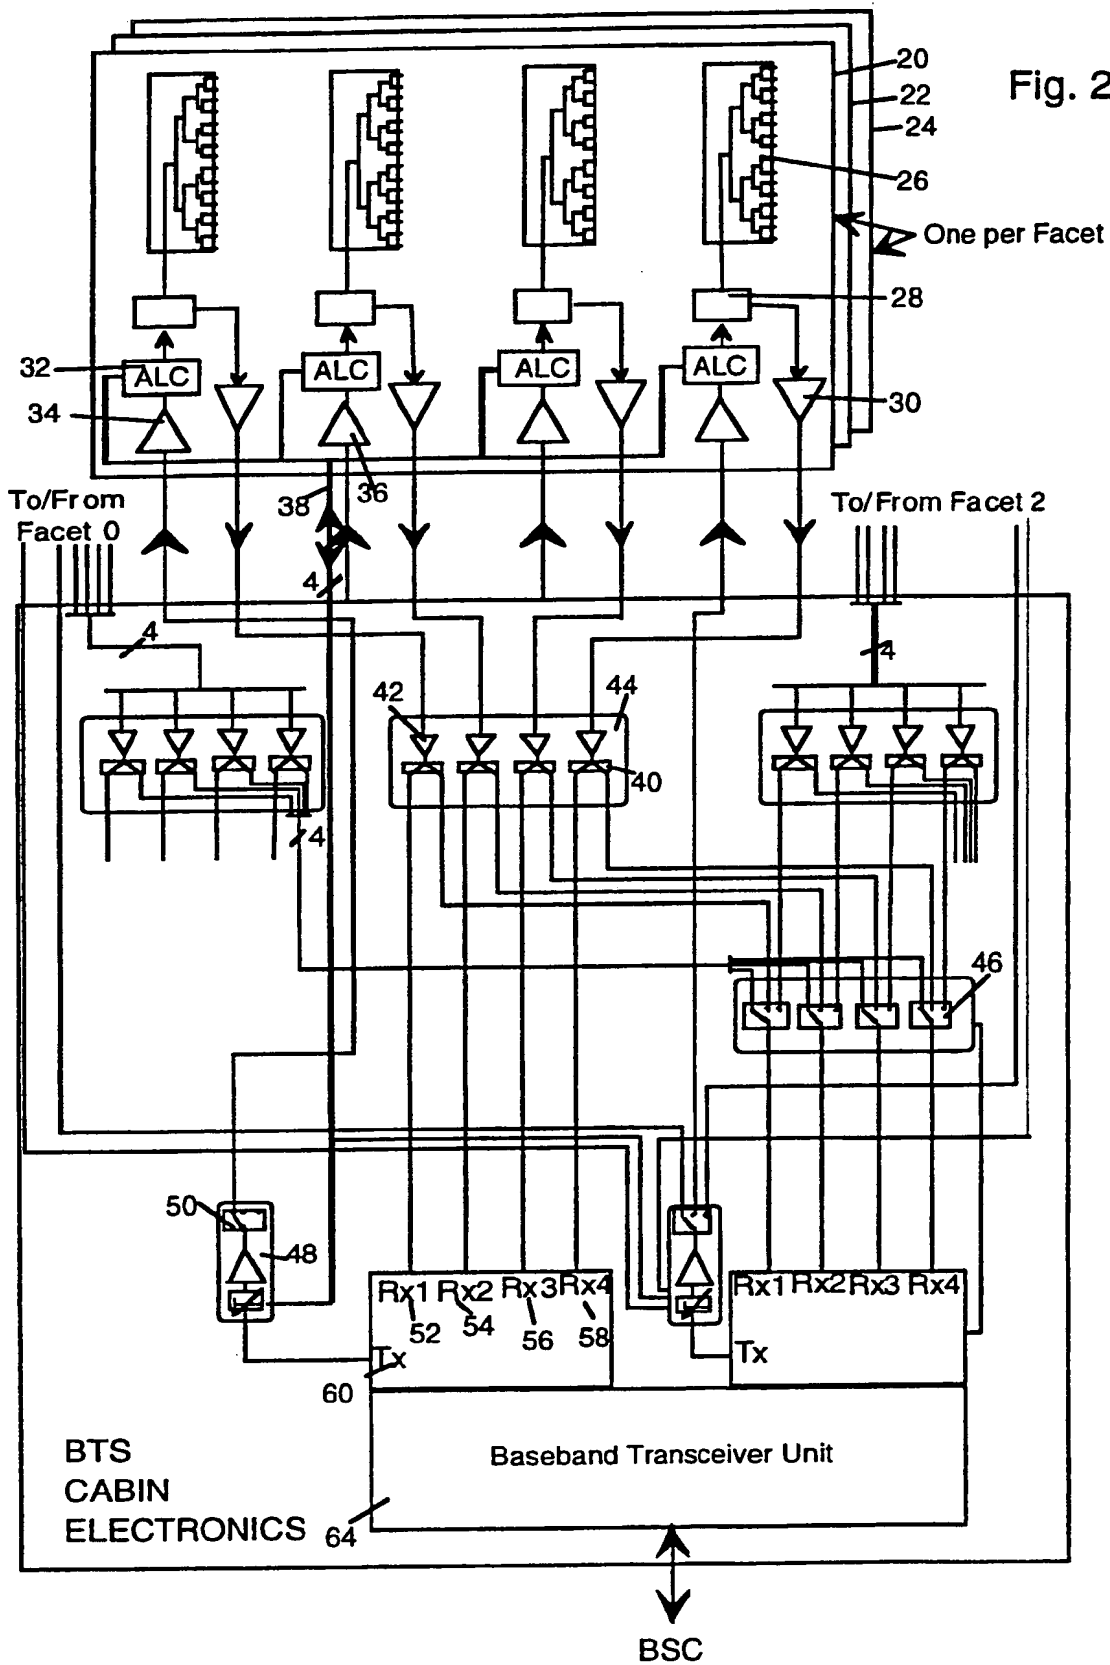 Fig. 2
20
22
24
26
One per Facet
28
32
ALC
ALC
ALC
ALC
34
30
36
38
To/From
Facet 0
To/From Facet 2
4
4
4
42
44
40
4
46
50
48
Rx1
Rx2
Rx3
Rx4
52
54
56
58
Tx
60
Rx1
Rx2
Rx3
Rx4
Tx
Baseband Transceiver Unit
BTS
CABIN
ELECTRONICS
64
BSC